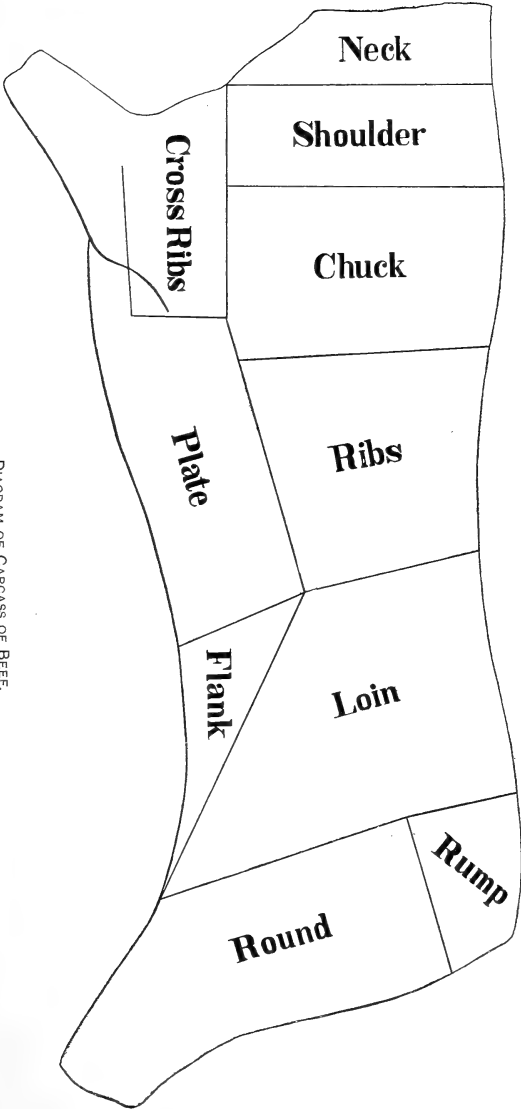 Neck
Shoulder
Cross Ribs
Chuck
Ribs
Plate
Loin
Flank
Rump
Round
DIAGRAM OF CARCASS OF BEEF.